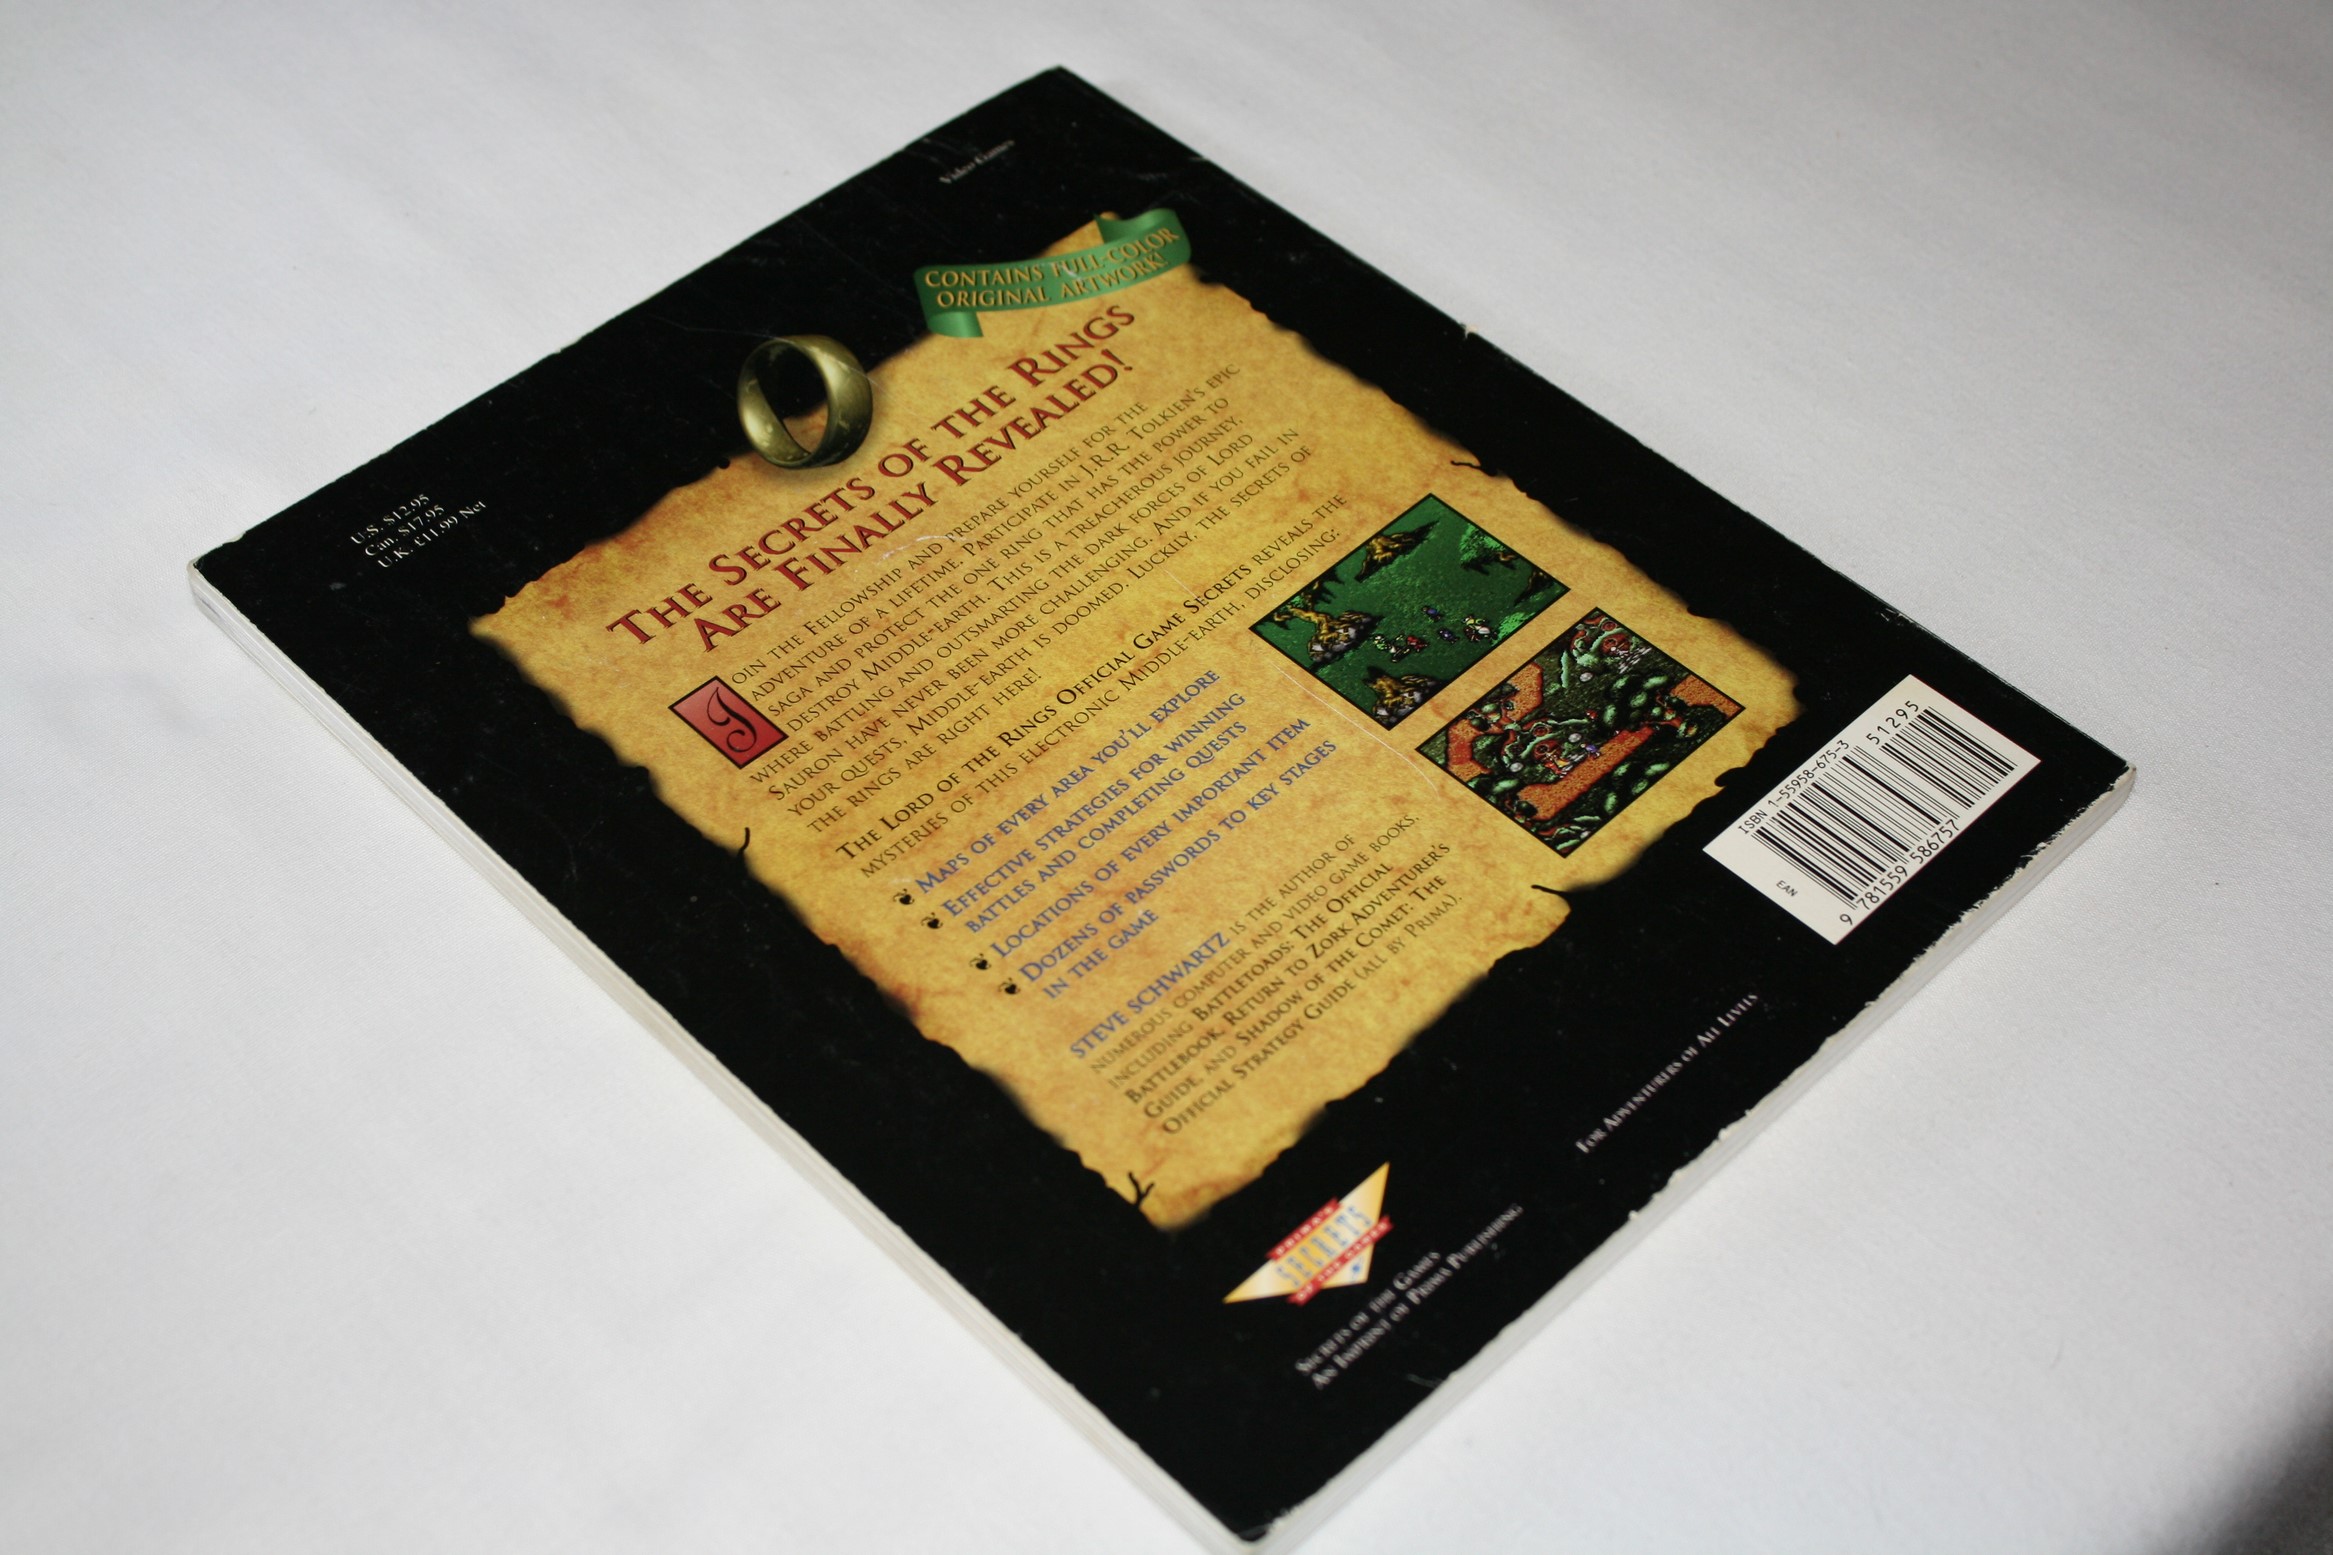 Video Games
U.S. $12.95
Can. $17.95
U.K. £11.99 Net
CONTAINS FULL-COLOR
ORIGINAL ARTWORK!
THE SECRETS OF THE RINGS
ARE FINALLY REVEALED!
JOIN THE FELLOWSHIP AND PREPARE YOURSELF FOR THE
ADVENTURE OF A LIFETIME. PARTICIPATE IN J.R.R. TOLKIEN'S EPIC
SAGA AND PROTECT THE ONE RING THAT HAS THE POWER TO
DESTROY MIDDLE-EARTH. THIS IS A TREACHEROUS JOURNEY,
WHERE BATTLING AND OUTSMARTING THE DARK FORCES OF LORD
SAURON HAVE NEVER BEEN MORE CHALLENGING. AND IF YOU FAIL IN
YOUR QUESTS, MIDDLE-EARTH IS DOOMED. LUCKILY, THE SECRETS OF
THE RINGS ARE RIGHT HERE!
THE LORD OF THE RINGS OFFICIAL GAME SECRETS REVEALS THE
MYSTERIES OF THIS ELECTRONIC MIDDLE-EARTH, DISCLOSING:
MAPS OF EVERY AREA YOU'LL EXPLORE
EFFECTIVE STRATEGIES FOR WINNING
BATTLES AND COMPLETING QUESTS
LOCATIONS OF EVERY IMPORTANT ITEM
DOZENS OF PASSWORDS TO KEY STAGES
IN THE GAME
STEVE SCHWARTZ IS THE AUTHOR OF
NUMEROUS COMPUTER AND VIDEO GAME BOOKS,
INCLUDING BATTLETOADS: THE OFFICIAL
BATTLEBOOK, RETURN TO ZORK ADVENTURER'S
GUIDE, AND SHADOW OF THE COMET: THE
OFFICIAL STRATEGY GUIDE (ALL BY PRIMA).
ISBN 1-55958-675-3
51295
EAN
9 781559 586757
PRIMA'S
SECRETS
OF THE GAMES
SECRETS OF THE GAMES
AN IMPRINT OF PRIMA PUBLISHING
FOR ADVENTURERS OF ALL LEVELS